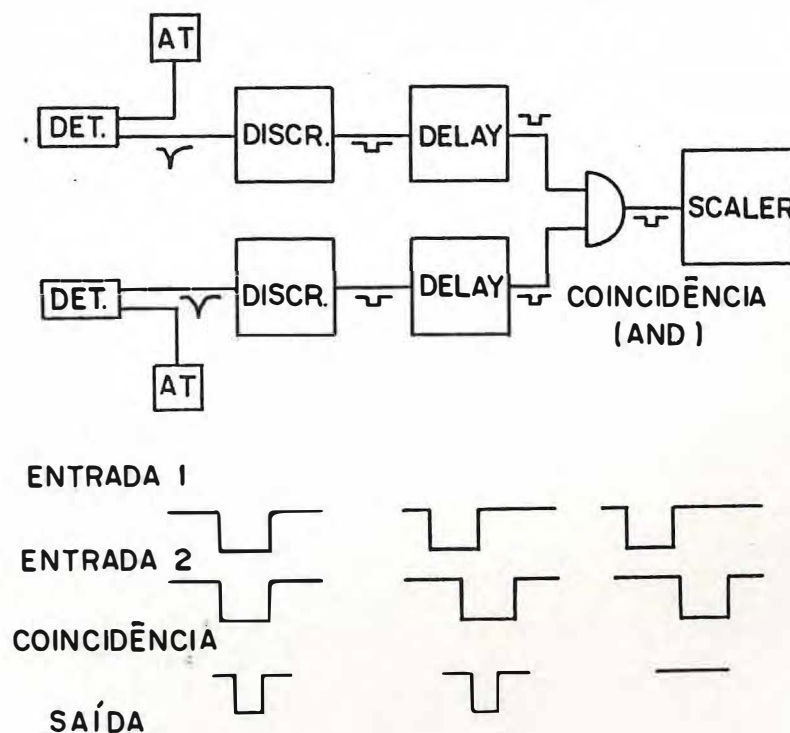 AT
DET. DISCR. DELAY
SCALER
DET. DISCR. DELAY
COINCIDÊNCIA
(AND)
AT
ENTRADA 1
ENTRADA 2
COINCIDÊNCIA
SAÍDA